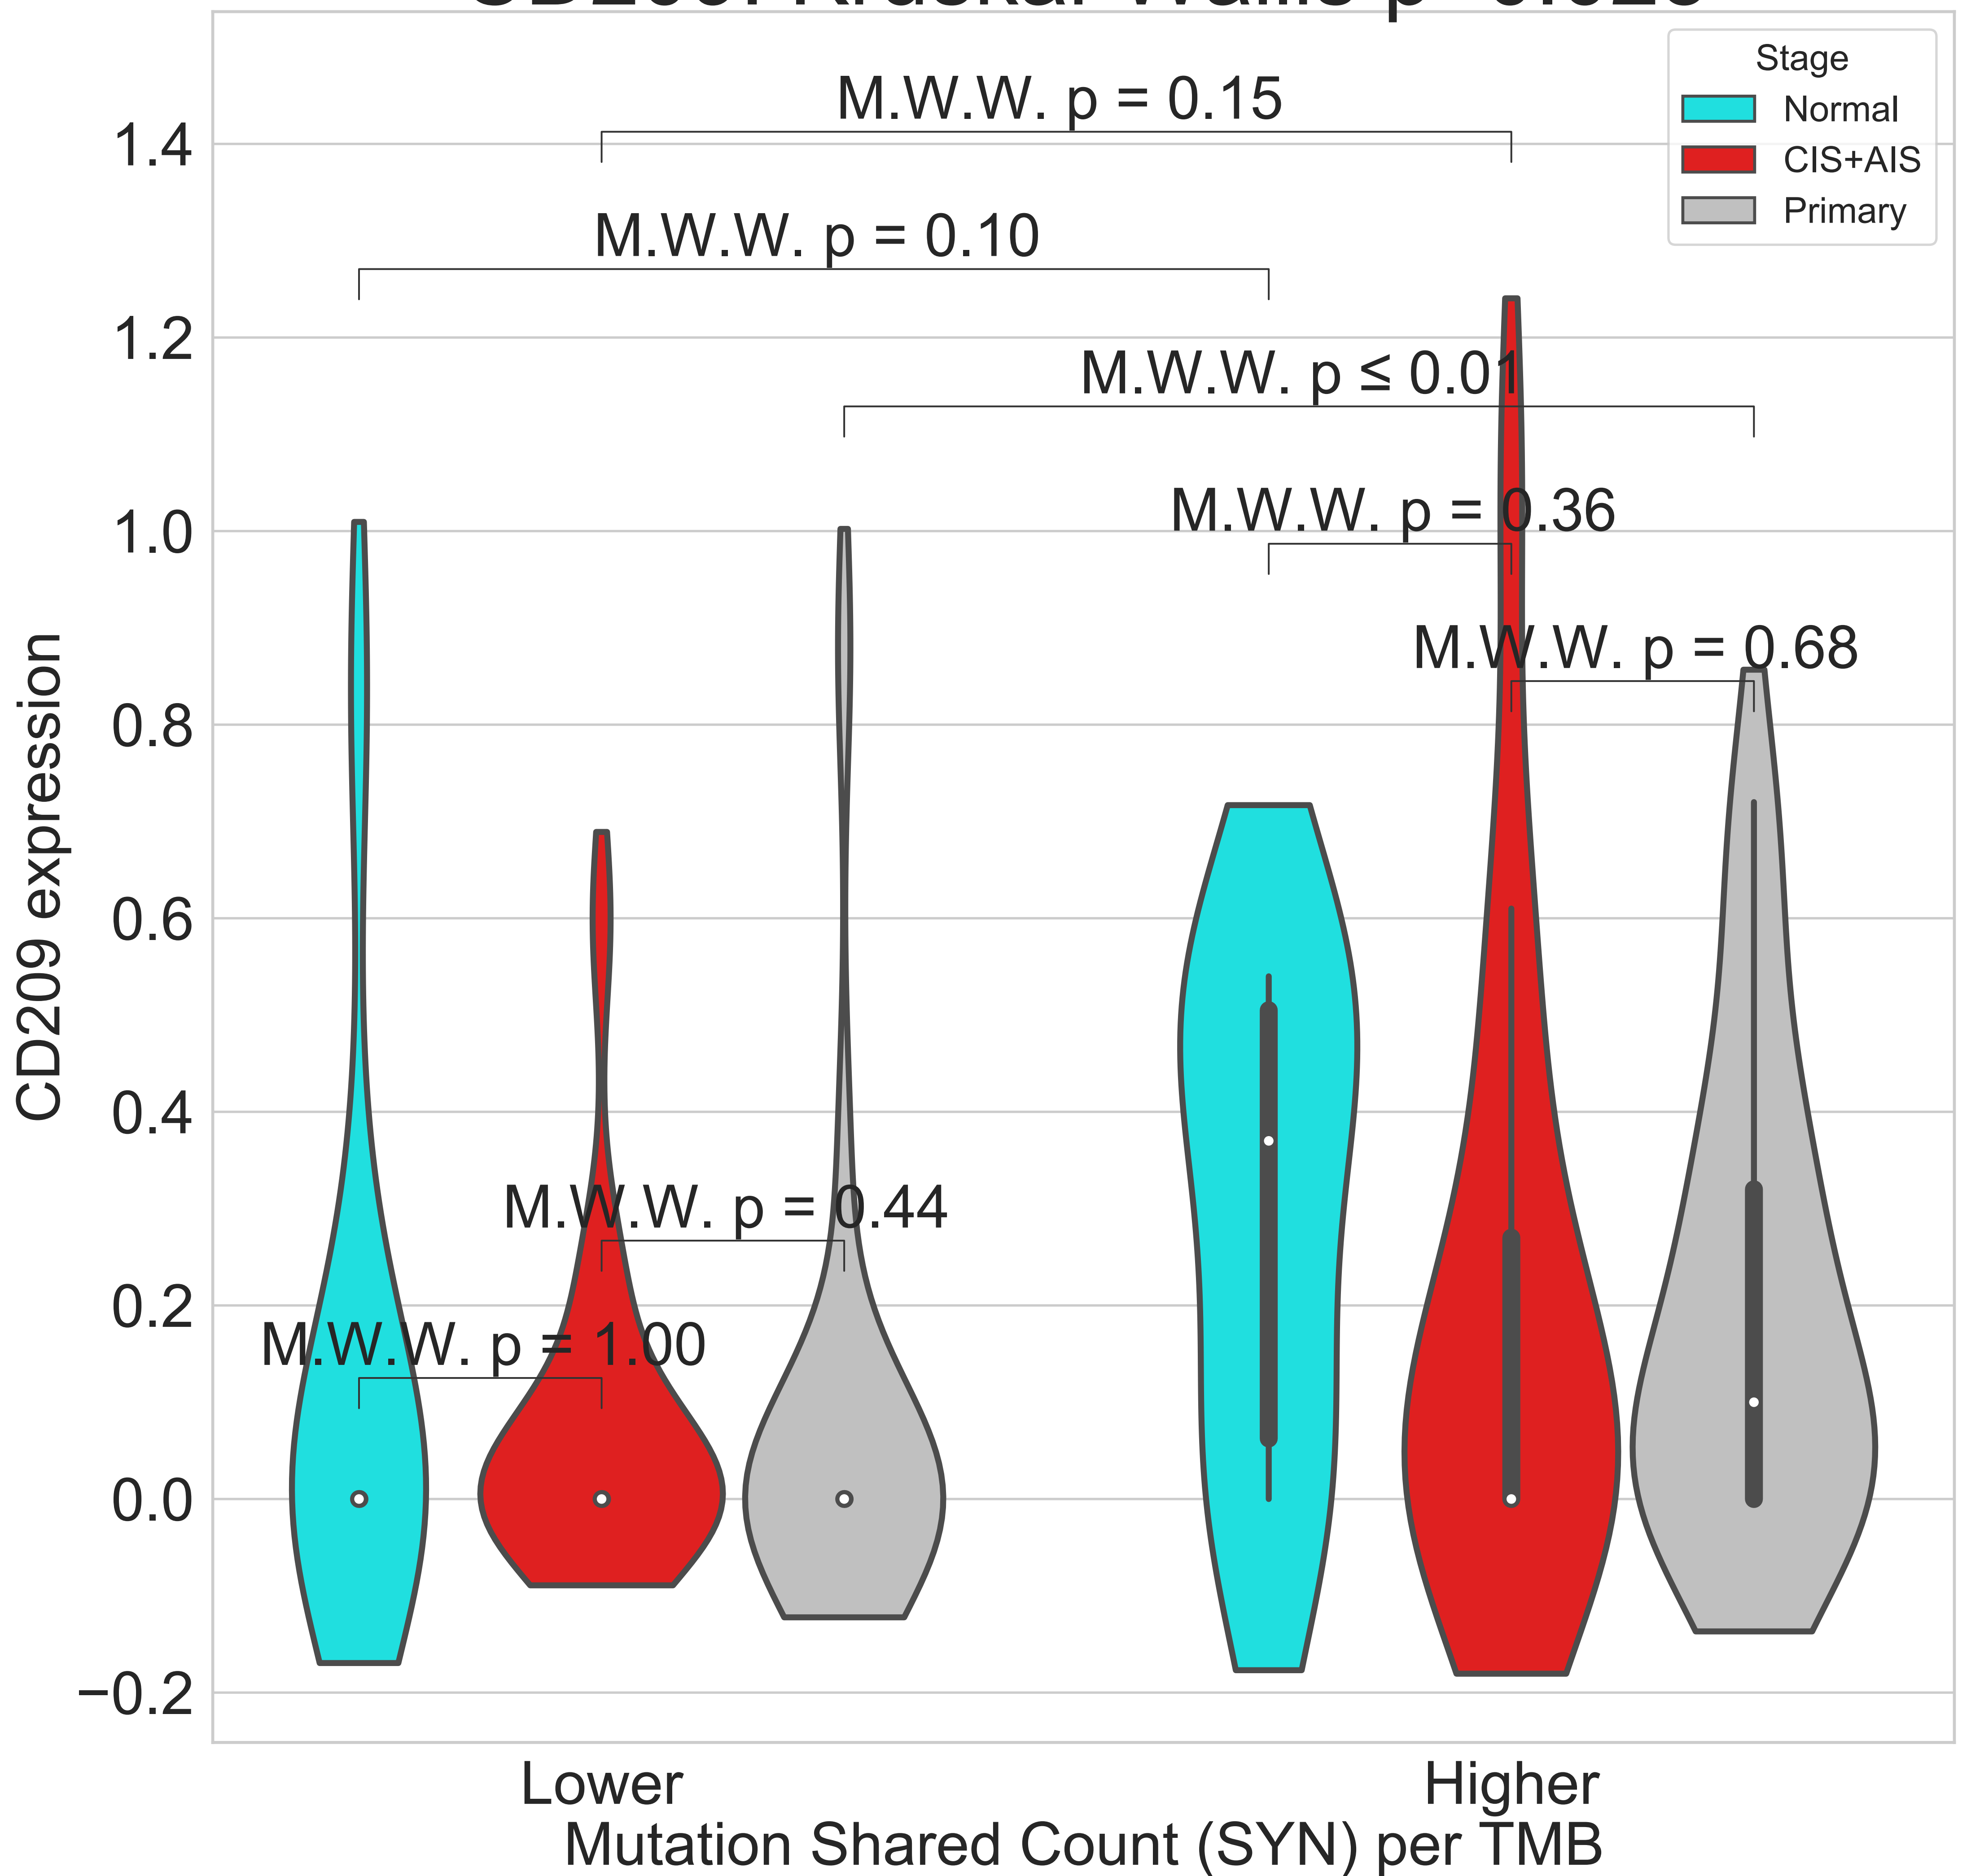 Kruskal-Wallis p
Stage
Normal
CIS+AIS
Primary
M.W.W. p = 0.15
M.W.W. p = 0.10
M.W.W. p ≤ 0.01
M.W.W. p = 0.36
M.W.W. p = 0.68
M.W.W. p = 0.44
M.W.W. p = 1.00
1.4
1.2
1.0
0.8
0.6
0.4
0.2
0.0
−0.2
CD209 expression
Lower
Higher
Mutation Shared Count (SYN) per TMB